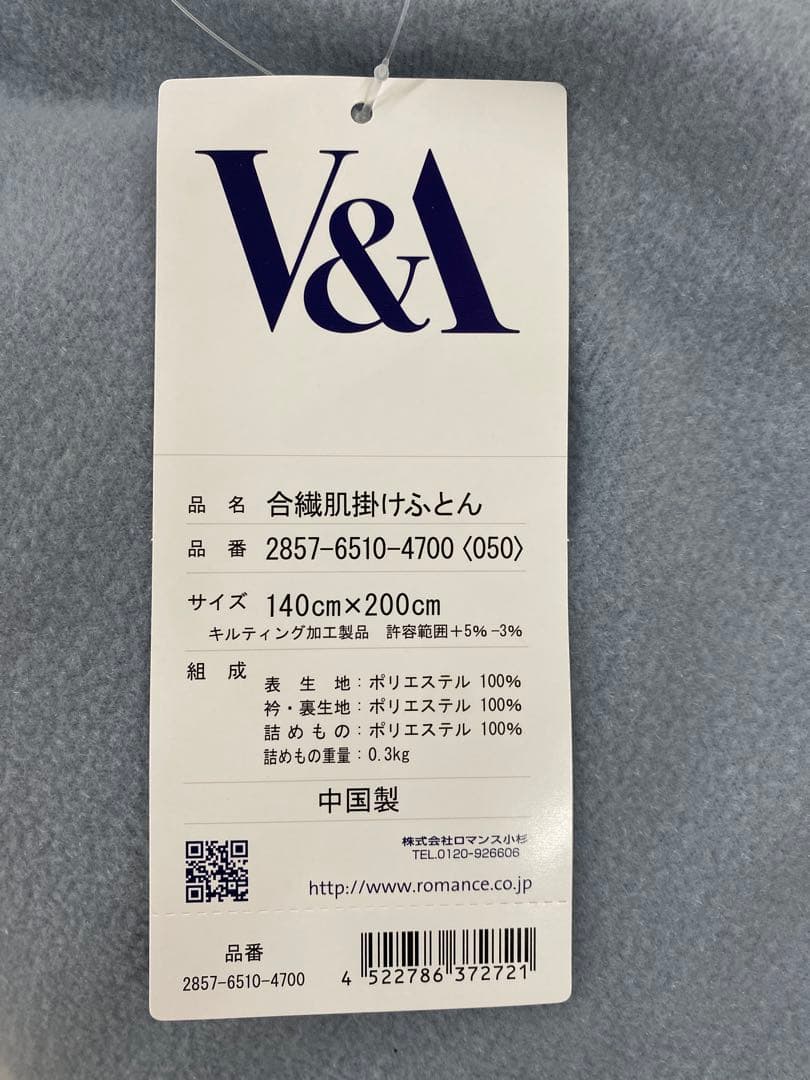 V&A
品 名 合繊肌掛けふとん
品 番 2857-6510-4700〈050〉
サイズ 140cm×200cm
キルティング加工製品 許容範囲+5%-3%
組 成
表 生 地：ポリエステル 100%
衿・裏生地：ポリエステル 100%
詰めもの：ポリエステル 100%
詰めもの重量：0.3kg
中国製
株式会社ロマンス小杉
TEL.0120-926606
http://www.romance.co.jp
品番
2857-6510-4700
4 522786 372721